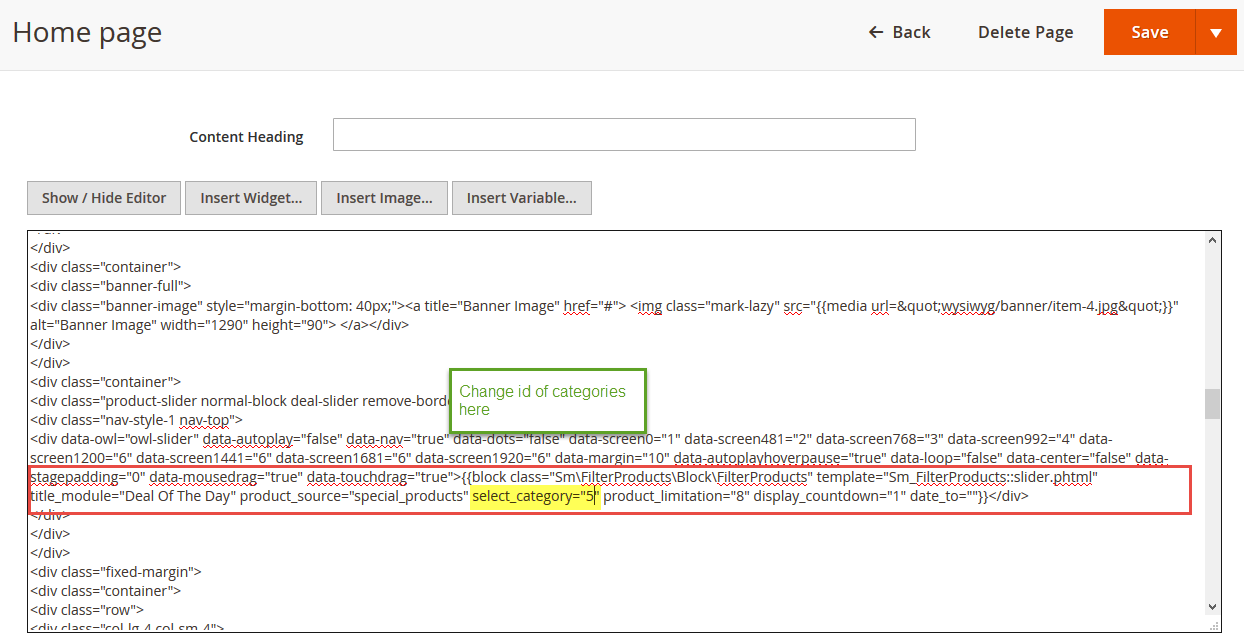 Home page
← Back
Delete Page
Save
Content Heading
Show / Hide Editor
Insert Widget...
Insert Image...
Insert Variable...
</div>
<div class="container">
<div class="banner-full">
<div class="banner-image" style="margin-bottom: 40px;"><a title="Banner Image" href="#"> <img class="mark-lazy" src="{{media url=&quot;wysiwyg/banner/item-4.jpg&quot;}}"
alt="Banner Image" width="1290" height="90"> </a></div>
</div>
</div>
<div class="container">
<div class="product-slider normal-block deal-slider remove-bord
Change id of categories
here
<div class="nav-style-1 nav-top">
<div data-owl="owl-slider" data-autoplay="false" data-nav="true" data-dots="false" data-screen0="1" data-screen481="2" data-screen768="3" data-screen992="4" data-
screen1200="6" data-screen1441="6" data-screen1681="6" data-screen1920="6" data-margin="10" data-autoplayhoverpause="true" data-loop="false" data-center="false" data-
stagepadding="0" data-mousedrag="true" data-touchdrag="true">{{block class="Sm\FilterProducts\Block\FilterProducts" template="Sm_FilterProducts::slider.phtml"
title_module="Deal Of The Day" product_source="special_products" select_category="5" product_limitation="8" display_countdown="1" date_to=""}}</div>
</div>
</div>
</div>
<div class="fixed-margin">
<div class="container">
<div class="row">
<div class="col-lg-4 col-sm-4">